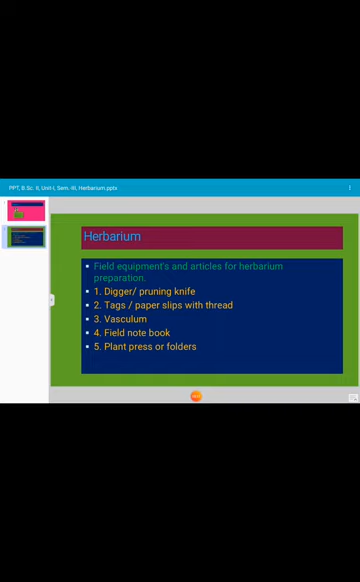 PPT, B.Sc. II, Unit-I, Sem. III, Herbarium.pptx
Herbarium
Field equipment's and articles for herbarium
preparation.
1. Digger/ pruning knife
2. Tags / paper slips with thread
3. Vasculum
4. Field note book
5. Plant press or folders